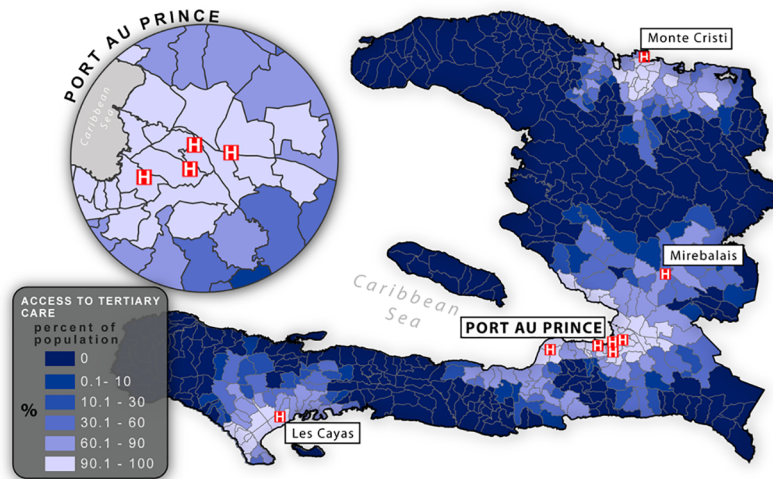 PORT AU PRINCE
Caribbean
Sea
H
H
H
H
Monte Cristi
H
Mirebalais
H
Caribbean
Sea
PORT AU PRINCE
H
H
H
H
H
H
Les Cayas
ACCESS TO TERTIARY
CARE
percent of
population
%
0
0.1- 10
10.1 - 30
30.1 - 60
60.1 - 90
90.1 - 100